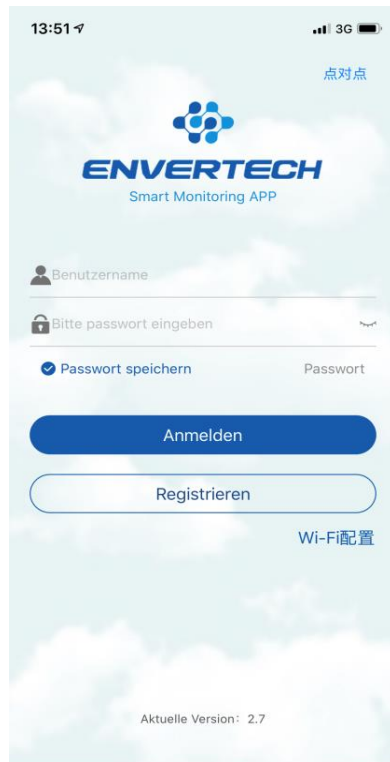 13:51
3G
点对点
ENVERTECH
Smart Monitoring APP
Benutzername
Bitte passwort eingeben
Passwort speichern
Passwort
Anmelden
Registrieren
Wi-Fi配置
Aktuelle Version：2.7